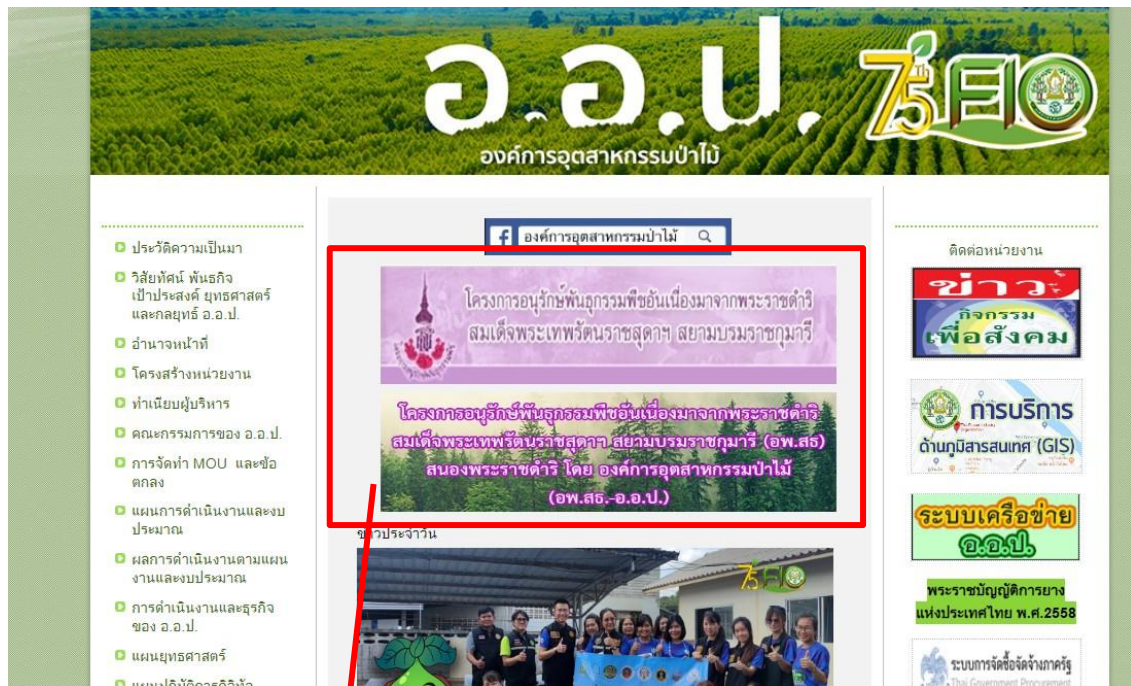 อ.อ.ป.
75 Th FIO
องค์การอุตสาหกรรมป่าไม้
ประวัติความเป็นมา
วิสัยทัศน์ พันธกิจ
เป้าประสงค์ ยุทธศาสตร์
และกลยุทธ์ อ.อ.ป.
อำนาจหน้าที่
โครงสร้างหน่วยงาน
ทำเนียบผู้บริหาร
คณะกรรมการของ อ.อ.ป.
การจัดทำ MOU และข้อ
ตกลง
แผนการดำเนินงานและงบ
ประมาณ
ผลการดำเนินงานตามแผน
งานและงบประมาณ
การดำเนินงานและธุรกิจ
ของ อ.อ.ป.
แผนยุทธศาสตร์
f องค์การอุตสาหกรรมป่าไม้
โครงการอนุรักษ์พันธุกรรมพืชอันเนื่องมาจากพระราชดำริ
สมเด็จพระเทพรัตนราชสุดาฯ สยามบรมราชกุมารี
โครงการอนุรักษ์พันธุกรรมพืชอันเนื่องมาจากพระราชดำริ
สมเด็จพระเทพรัตนราชสุดาฯ สยามบรมราชกุมารี (อพ.สธ)
สนองพระราชดำริ โดย องค์การอุตสาหกรรมป่าไม้
(อพ.สธ.-อ.อ.ป.)
ข่าวประจำวัน
75 FIO
ติดต่อหน่วยงาน
ข่าว
กิจกรรม
เพื่อสังคม
การบริการ
ด้านภูมิสารสนเทศ (GIS)
ระบบเครือข่าย
อ.อ.ป.
พระราชบัญญัติการยาง
แห่งประเทศไทย พ.ศ.2558
ระบบการจัดซื้อจัดจ้างภาครัฐ
Thai Government Procurement